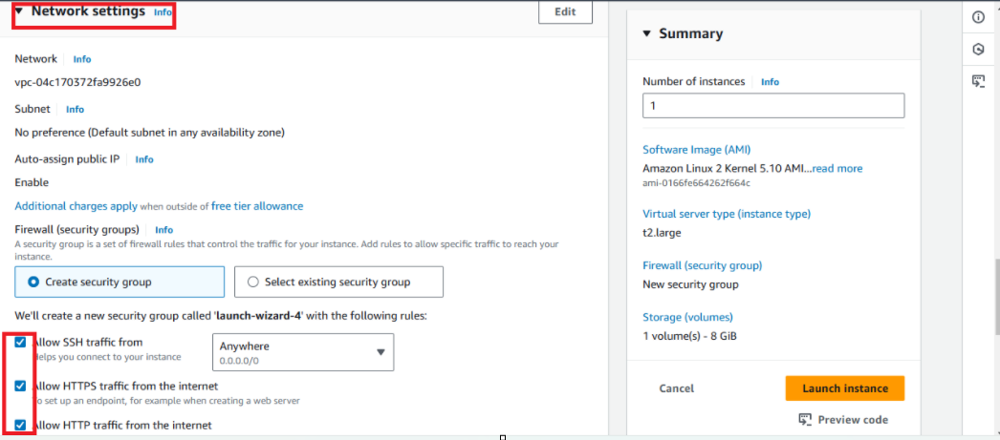 Network settings Info
Edit
Network Info
vpc-04c170372fa9926e0
Subnet Info
No preference (Default subnet in any availability zone)
Auto-assign public IP Info
Enable
Additional charges apply when outside of free tier allowance
Firewall (security groups) Info
A security group is a set of firewall rules that control the traffic for your instance. Add rules to allow specific traffic to reach your
instance.
Create security group
Select existing security group
We'll create a new security group called 'launch-wizard-4' with the following rules:
Allow SSH traffic from
Helps you connect to your instance
Anywhere
0.0.0.0/0
Allow HTTPS traffic from the internet
To set up an endpoint, for example when creating a web server
Allow HTTP traffic from the internet
Summary
Number of instances Info
1
Software Image (AMI)
Amazon Linux 2 Kernel 5.10 AMI...read more
ami-0166fe664262f664c
Virtual server type (instance type)
t2.large
Firewall (security group)
New security group
Storage (volumes)
1 volume(s) - 8 GiB
Cancel
Launch instance
Preview code